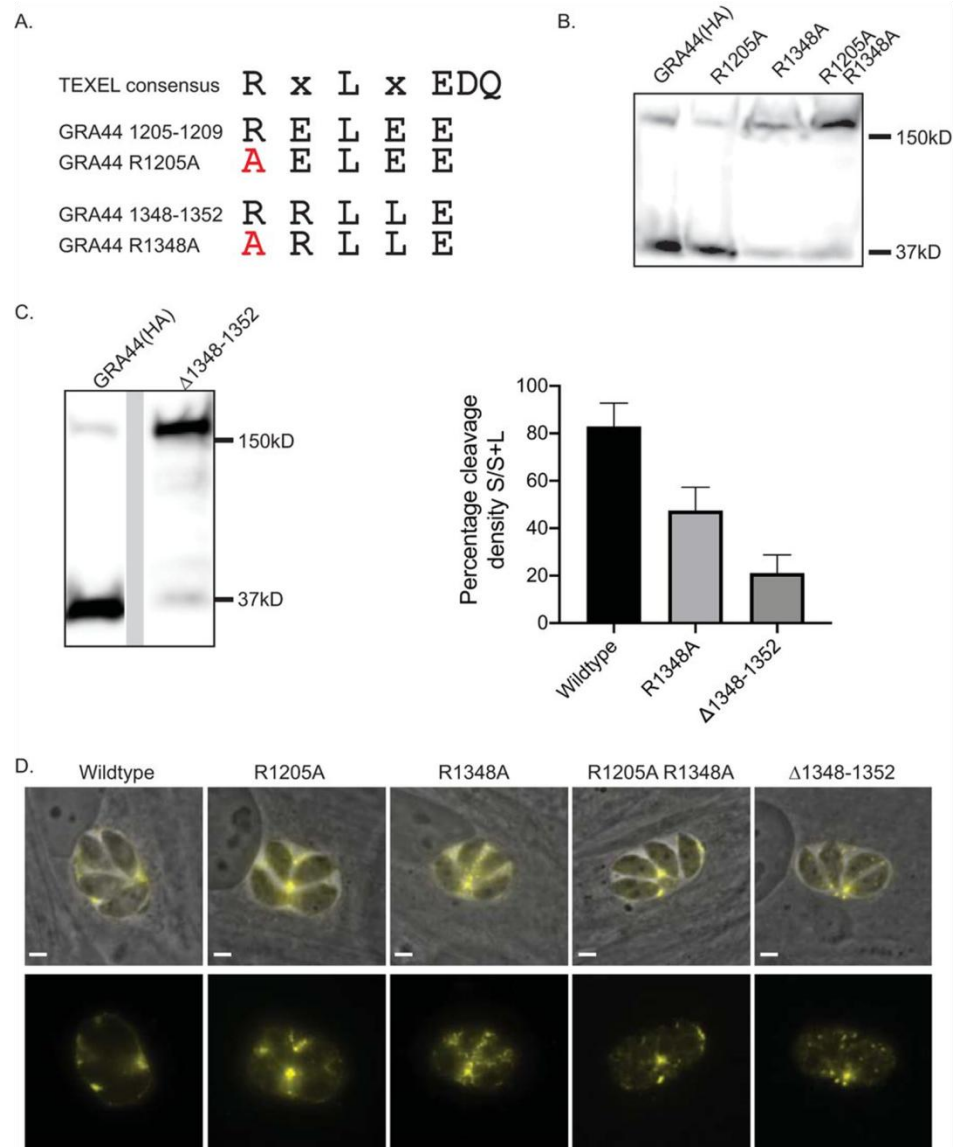 A.
TEXEL consensus R x L x EDQ
GRA44 1205-1209 R E L E E
GRA44 R1205A A E L E E
GRA44 1348-1352 R R L L E
GRA44 R1348A A R L L E
B.
GRA44(HA)
R1205A
R1348A
R1205A
R1348A
150kD
37kD
C.
GRA44(HA)
Δ1348-1352
150kD
37kD
Percentage cleavage
density S/S+L
100
80
60
40
20
0
Wildtype
R1348A
Δ1348-1352
D.
Wildtype R1205A R1348A R1205A R1348A Δ1348-1352